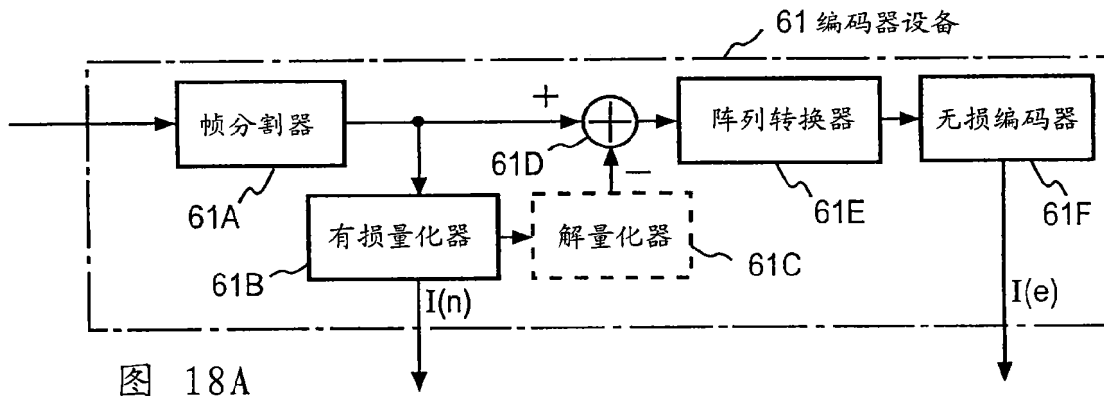 61 编码器设备
帧分割器
61A
+
61D
−
阵列转换器
61E
无损编码器
61F
有损量化器
61B
解量化器
61C
I(n)
I(e)
图 18A